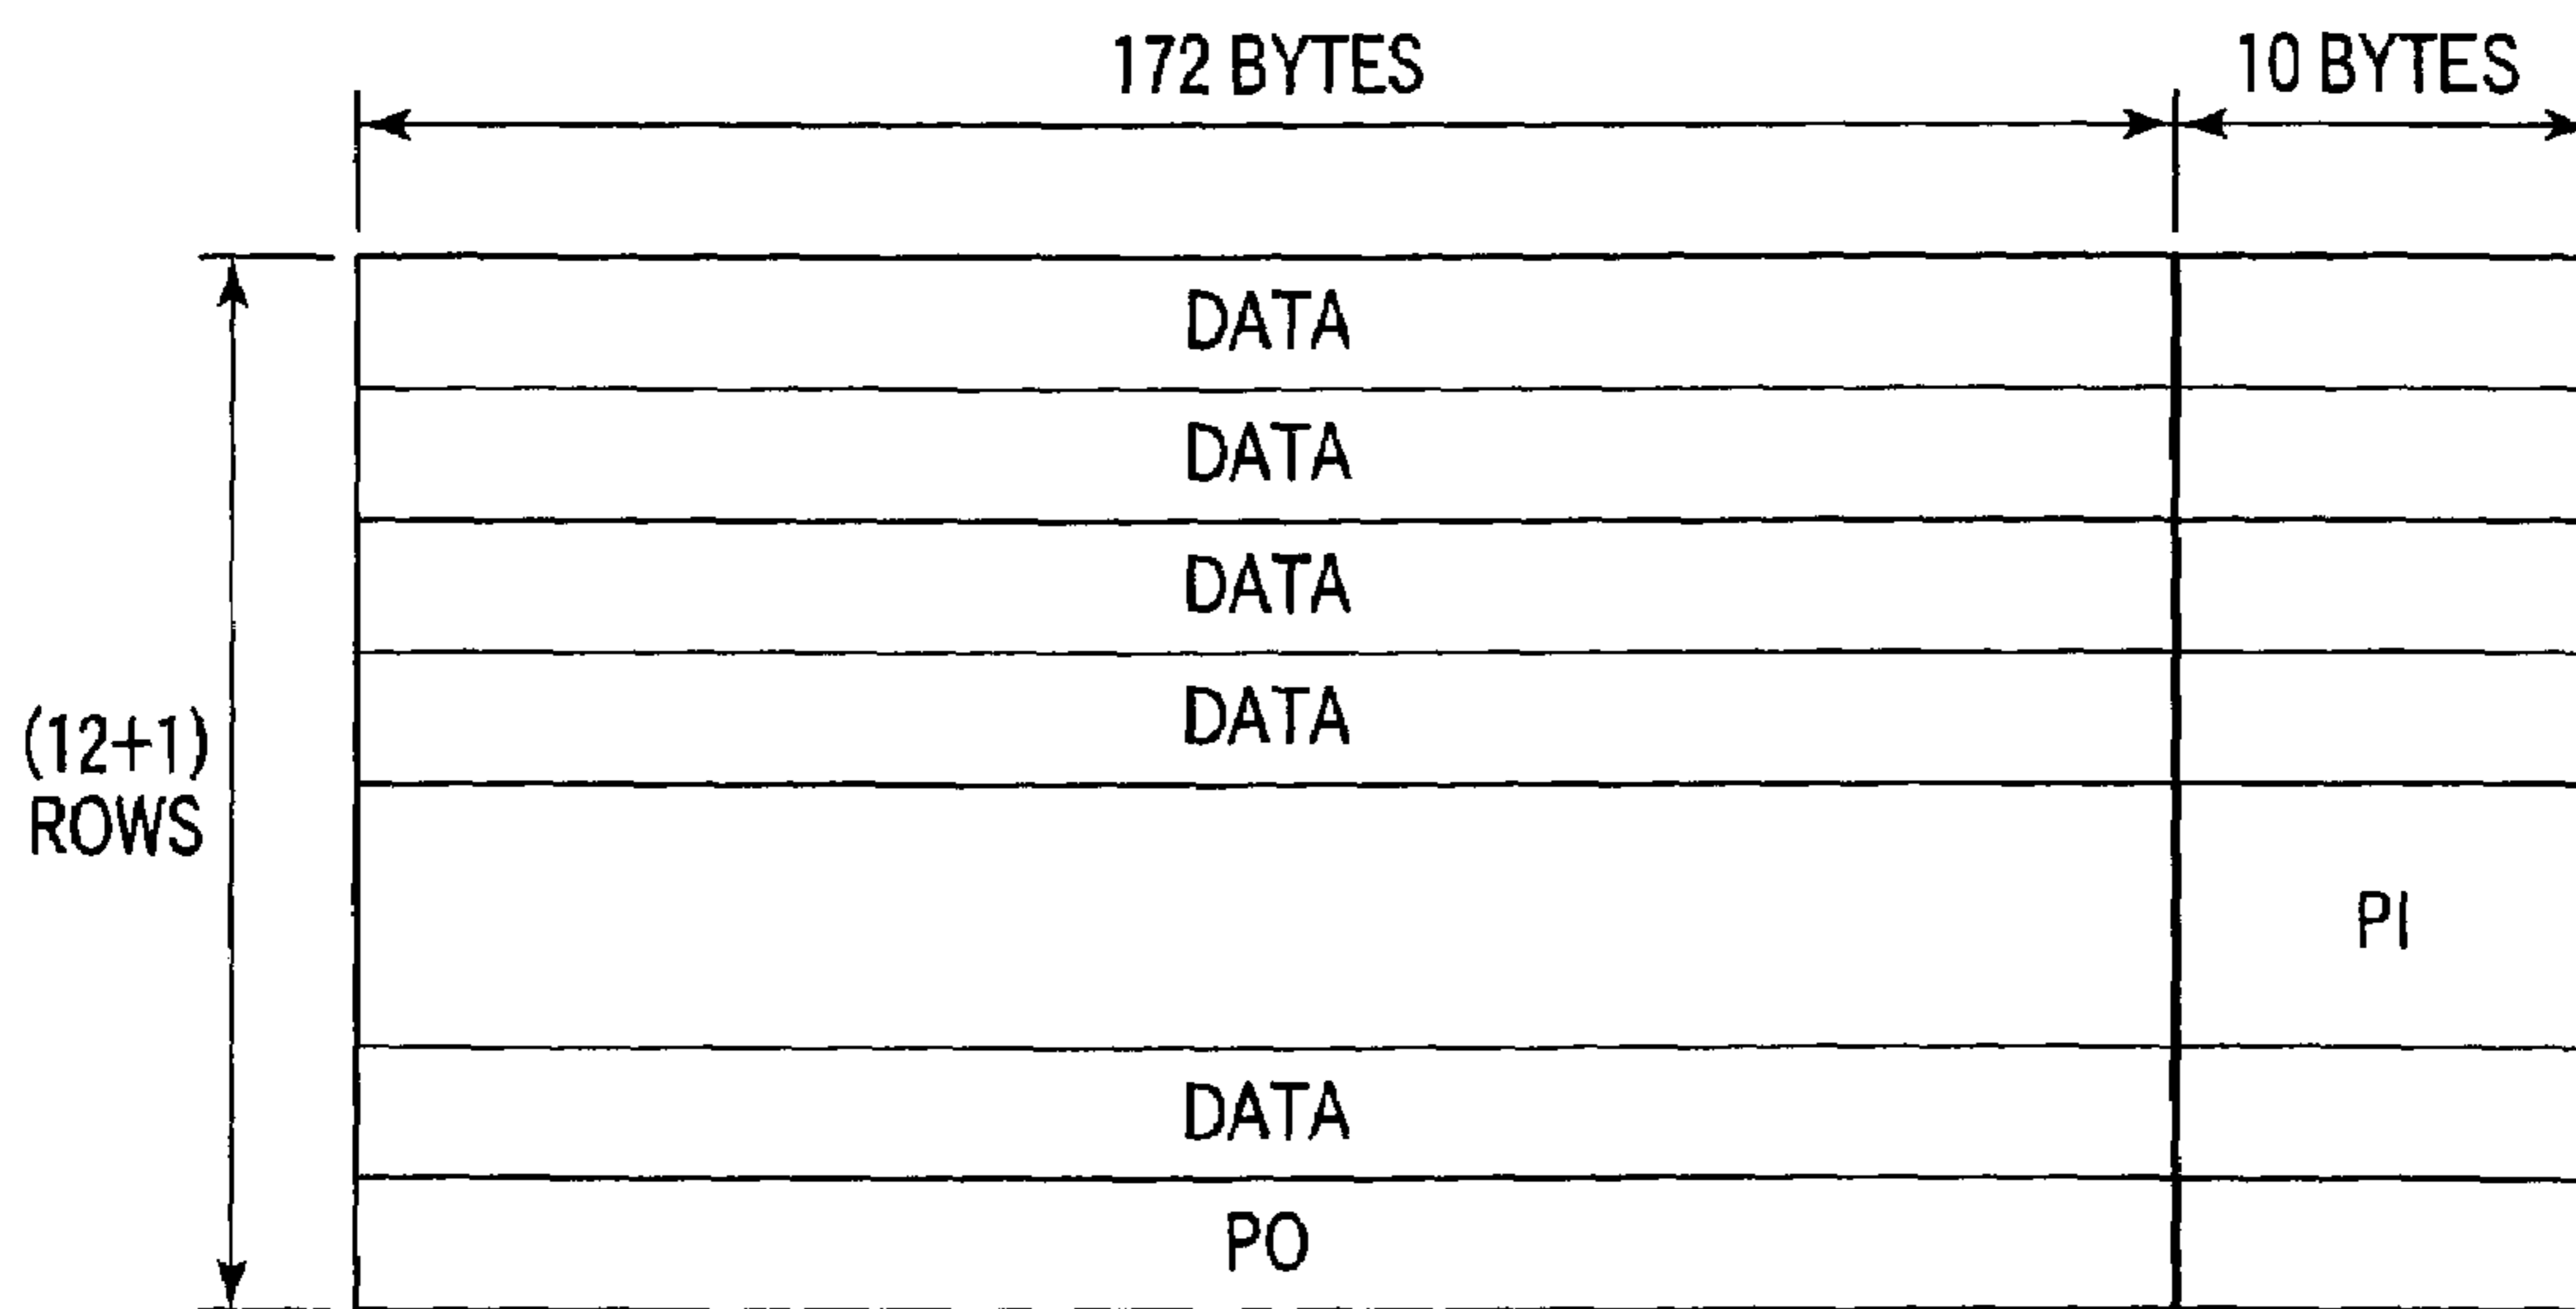 172 BYTES 10 BYTES
DATA
DATA
DATA
DATA
(12+1)
ROWS
PI
DATA
PO